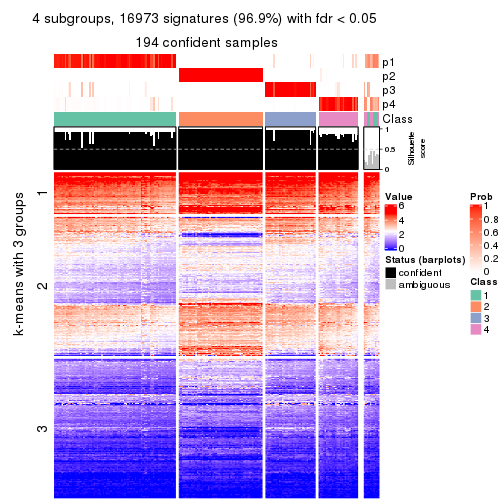 4 subgroups, 16973 signatures (96.9%) with fdr < 0.05
194 confident samples
p1
p2
p3
p4
Class
1
0.5
0
Silhouette
score
k-means with 3 groups
1
2
3
Value
6
4
2
0
Status (barplots)
confident
ambiguous
Prob
1
0.8
0.6
0.4
0.2
0
Class
1
2
3
4